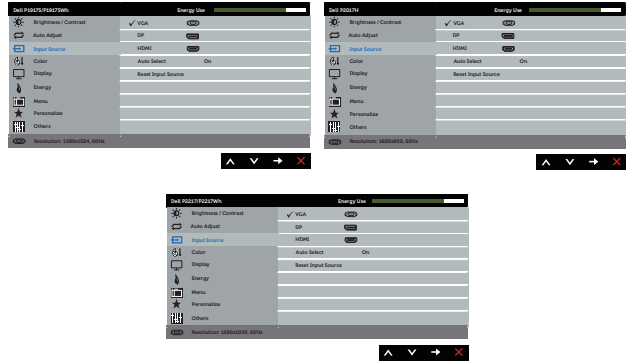 Dell P1917S/P1917SWh Energy Use
Brightness / Contrast VGA
Auto Adjust DP
Input Source HDMI
Color Auto Select On
Display Reset Input Source
Energy
Menu
Personalize
Others
Resolution: 1280x1024, 60Hz
Dell P2017H Energy Use
Brightness / Contrast VGA
Auto Adjust DP
Input Source HDMI
Color Auto Select On
Display Reset Input Source
Energy
Menu
Personalize
Others
Resolution: 1600x900, 60Hz
Dell P2217/P2217Wh Energy Use
Brightness / Contrast VGA
Auto Adjust DP
Input Source HDMI
Color Auto Select On
Display Reset Input Source
Energy
Menu
Personalize
Others
Resolution: 1680x1050, 60Hz